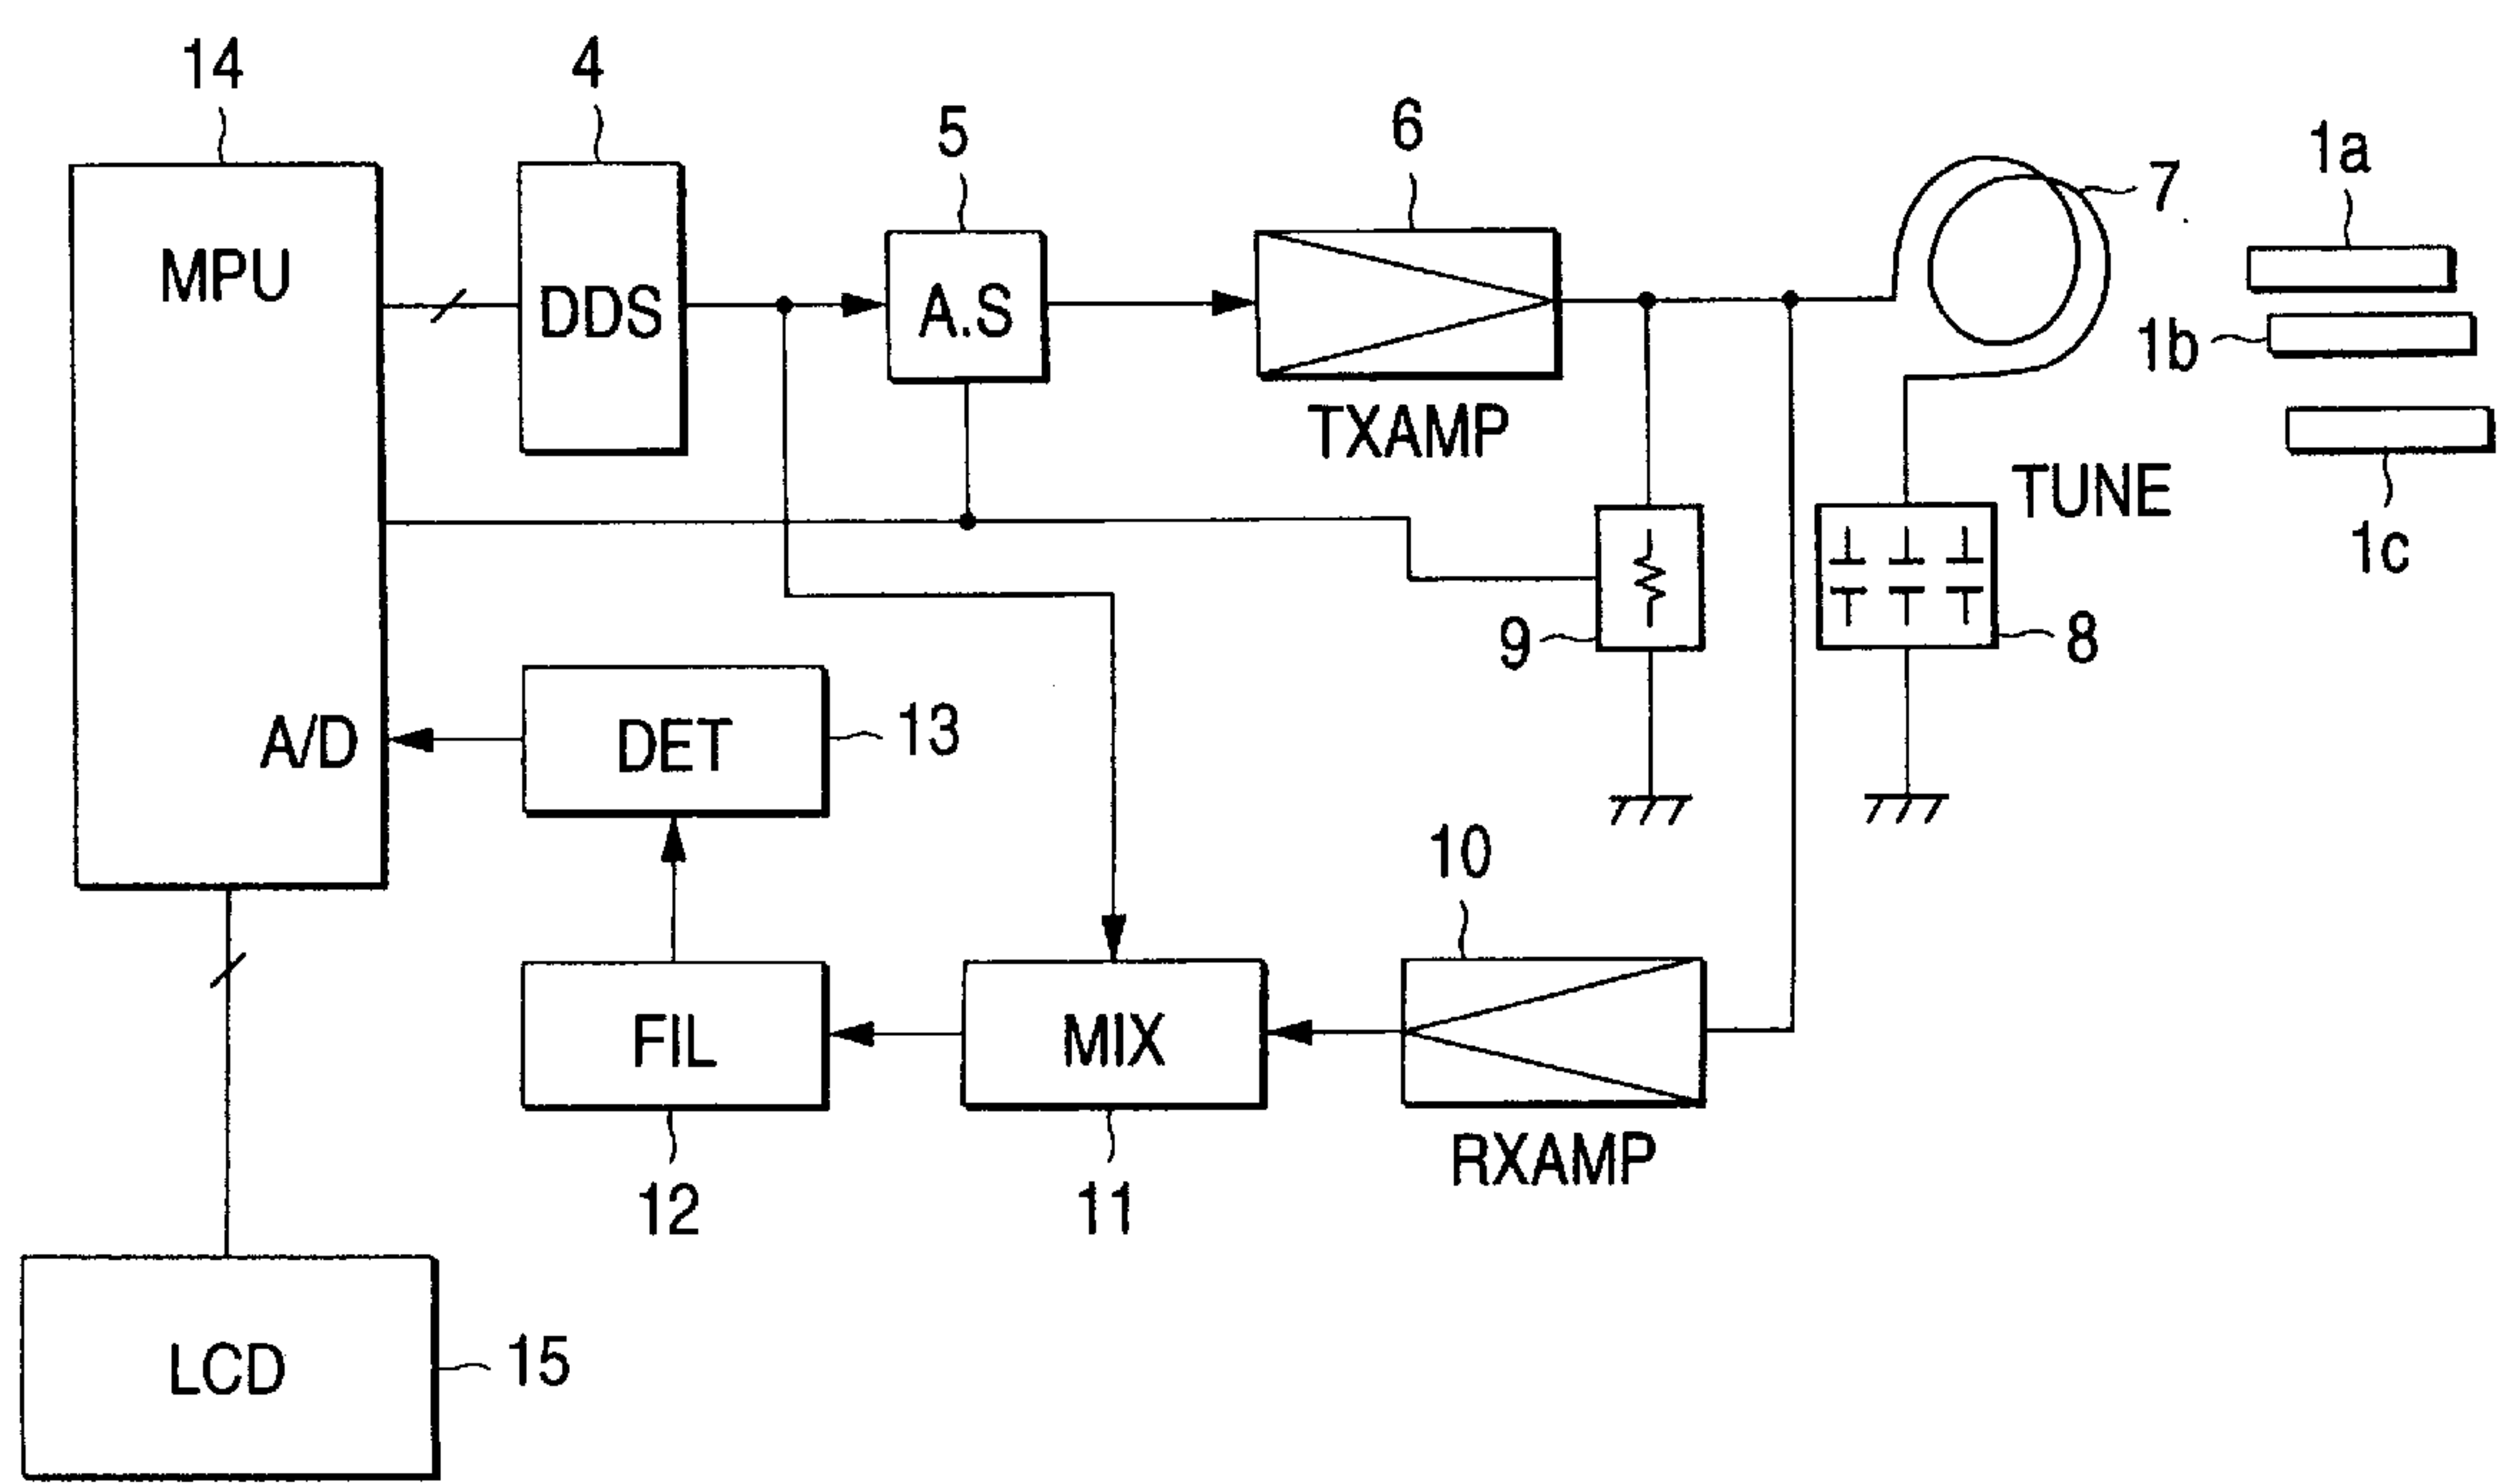 14
4
5
6
7
1a
1b
1c
MPU
DDS
A.S
TXAMP
TUNE
9
8
A/D
DET
13
10
FIL
MIX
RXAMP
12
11
LCD
15